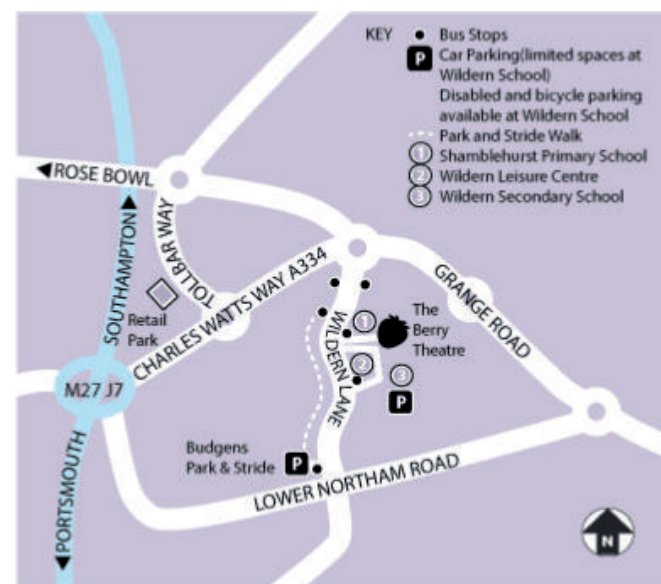 KEY
Bus Stops
P Car Parking(limited spaces at
Wildern School)
Disabled and bicycle parking
available at Wildern School
Park and Stride Walk
1 Shamblehurst Primary School
2 Wildern Leisure Centre
3 Wildern Secondary School
ROSE BOWL
SOUTHAMPTON
TOLLBAR WAY
Retail
Park
CHARLES WATTS WAY A334
GRANGE ROAD
WILDERN LANE
1
The
Berry
Theatre
2
3
P
M27 J7
PORTSMOUTH
Budgens
Park & Stride
P
LOWER NORTHAM ROAD
N